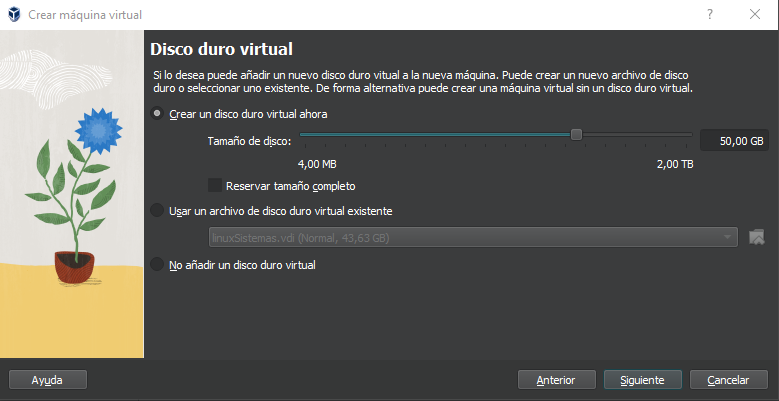 Crear máquina virtual
Disco duro virtual
Si lo desea puede añadir un nuevo disco duro vitual a la nueva máquina. Puede crear un nuevo archivo de disco
duro o seleccionar uno existente. De forma alternativa puede crear una máquina virtual sin un disco duro virtual.
Crear un disco duro virtual ahora
Tamaño de disco:
50,00 GB
4,00 MB
2,00 TB
Reservar tamaño completo
Usar un archivo de disco duro virtual existente
linuxSistemas.vdi (Normal, 43,63 GB)
No añadir un disco duro virtual
Ayuda
Anterior
Siguiente
Cancelar